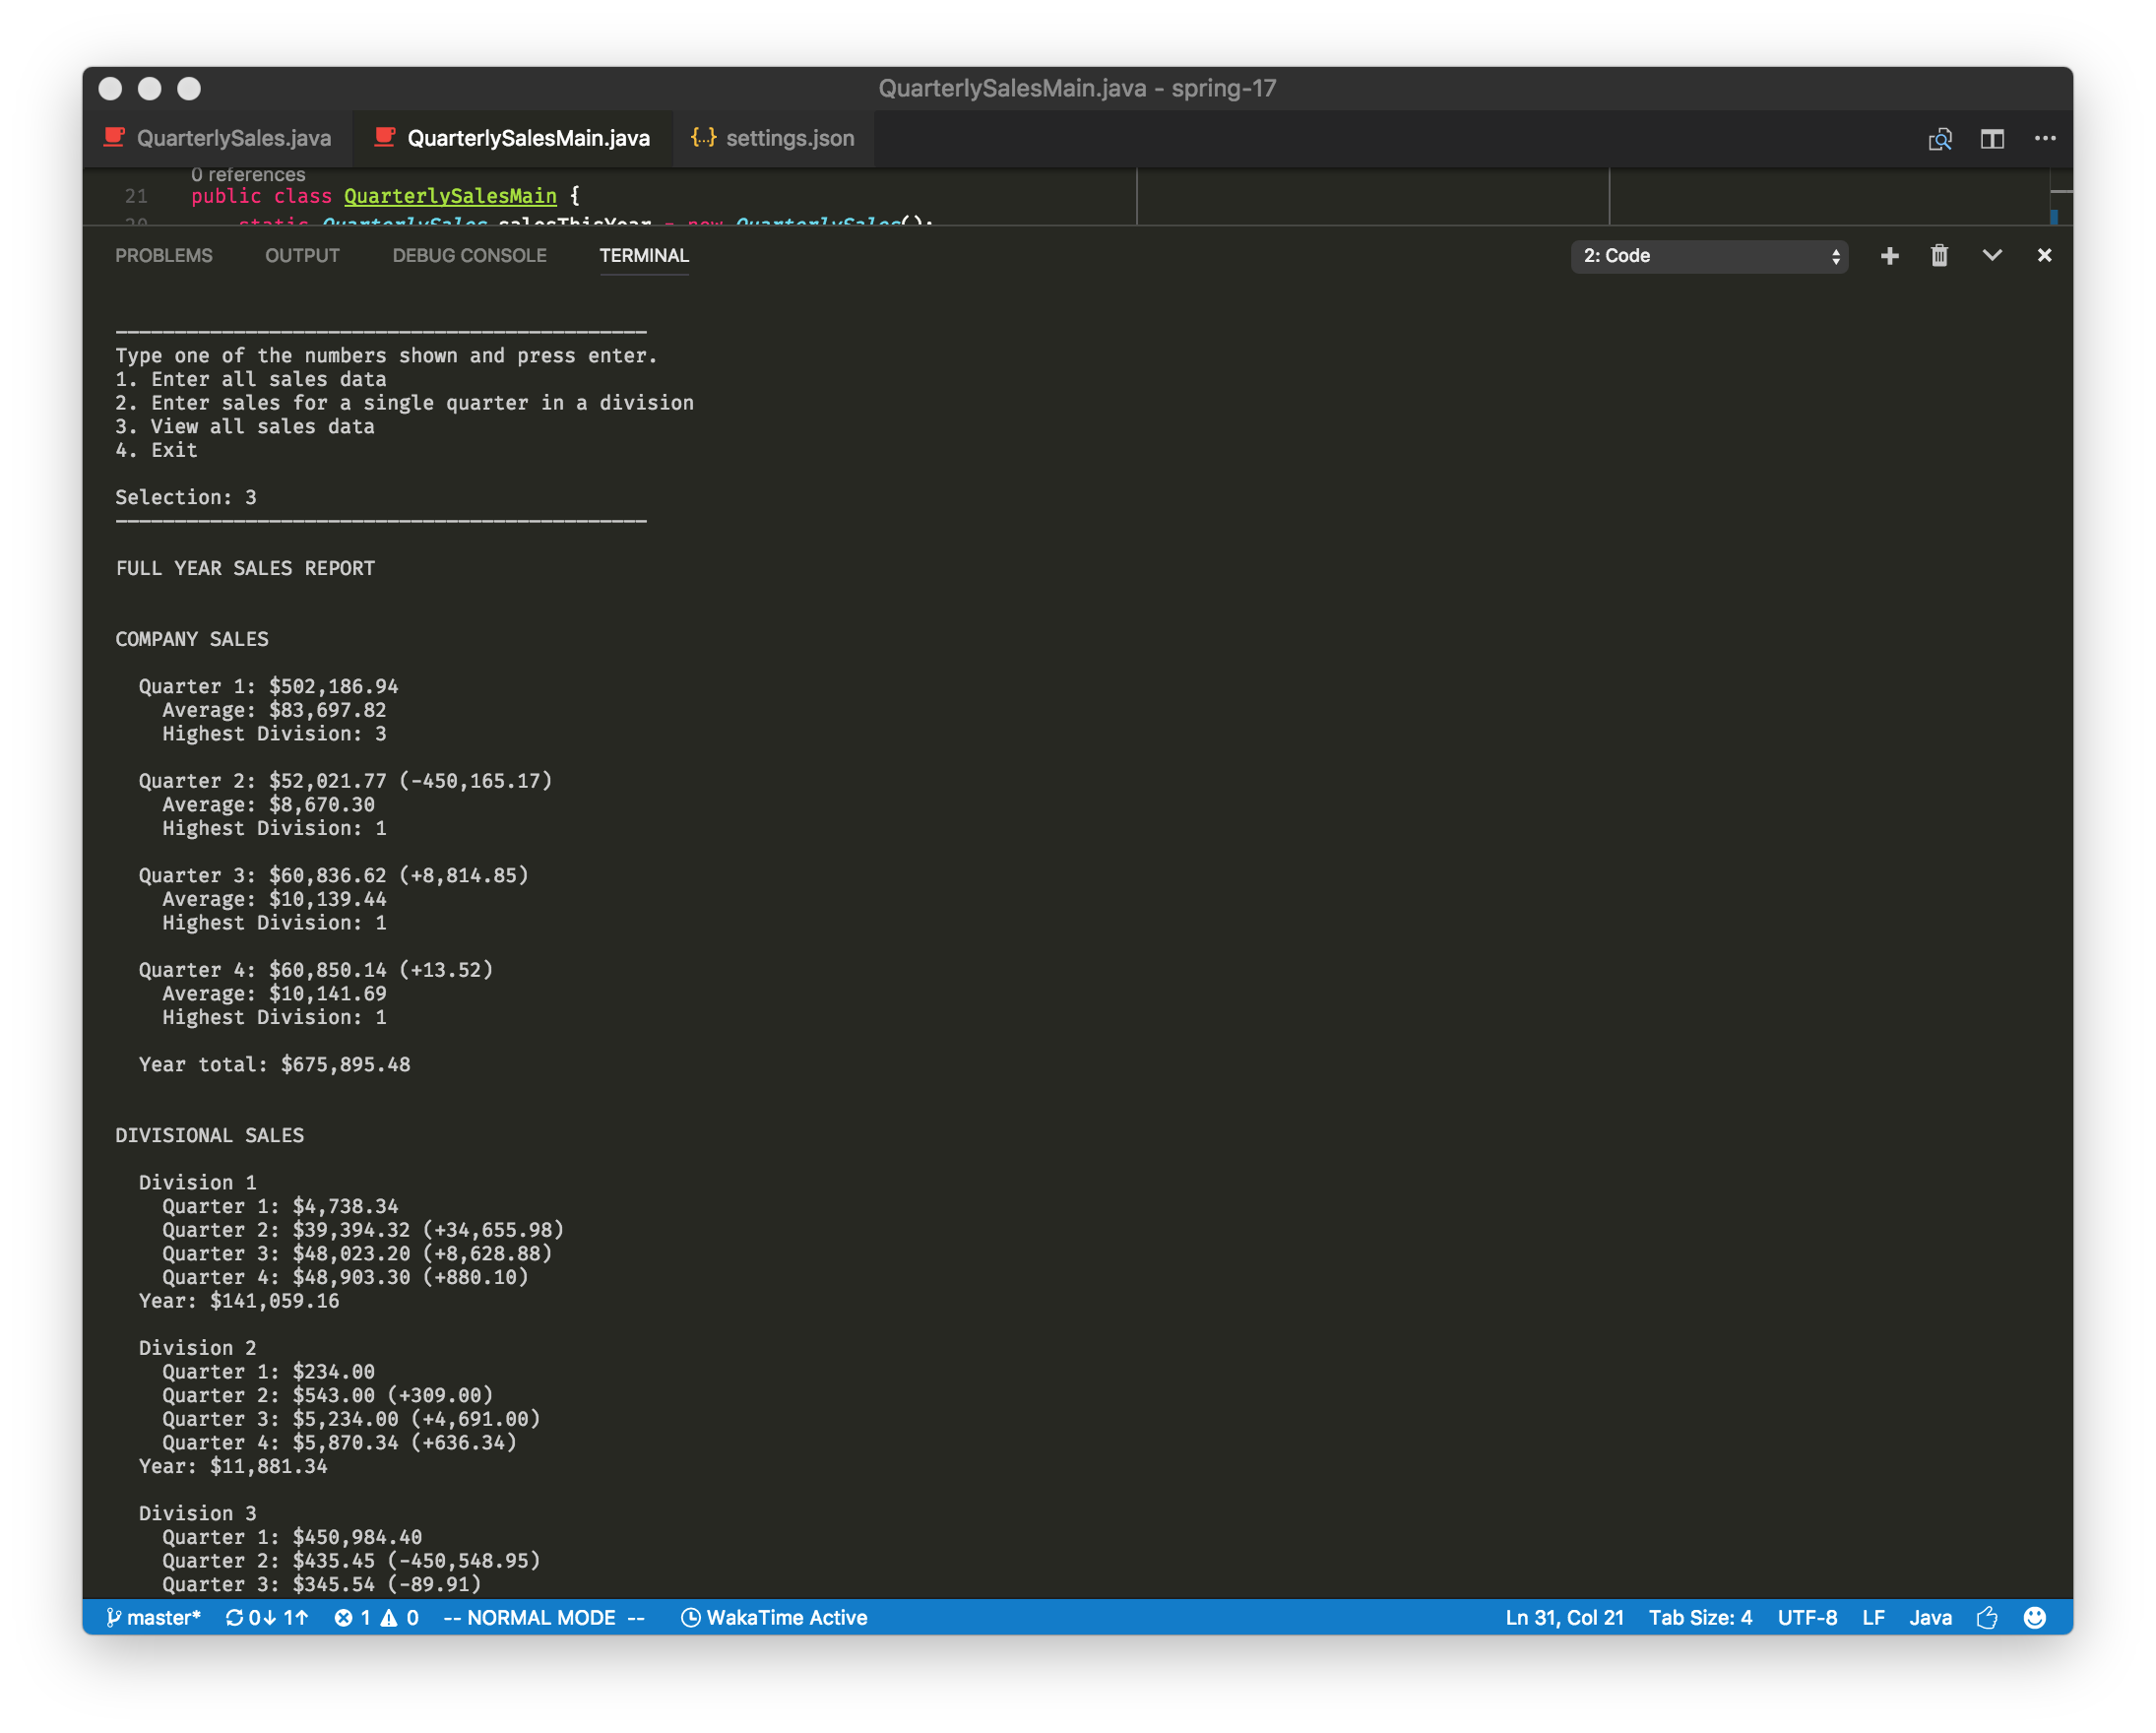 QuarterlySalesMain.java - spring-17
QuarterlySales.java QuarterlySalesMain.java {..} settings.json
0 references
21 public class QuarterlySalesMain {
20 static QuarterlySales salesThisYear = new QuarterlySales();
PROBLEMS OUTPUT DEBUG CONSOLE TERMINAL 2: Code
Type one of the numbers shown and press enter.
1. Enter all sales data
2. Enter sales for a single quarter in a division
3. View all sales data
4. Exit
Selection: 3
FULL YEAR SALES REPORT
COMPANY SALES
Quarter 1: $502,186.94
Average: $83,697.82
Highest Division: 3
Quarter 2: $52,021.77 (-450,165.17)
Average: $8,670.30
Highest Division: 1
Quarter 3: $60,836.62 (+8,814.85)
Average: $10,139.44
Highest Division: 1
Quarter 4: $60,850.14 (+13.52)
Average: $10,141.69
Highest Division: 1
Year total: $675,895.48
DIVISIONAL SALES
Division 1
Quarter 1: $4,738.34
Quarter 2: $39,394.32 (+34,655.98)
Quarter 3: $48,023.20 (+8,628.88)
Quarter 4: $48,903.30 (+880.10)
Year: $141,059.16
Division 2
Quarter 1: $234.00
Quarter 2: $543.00 (+309.00)
Quarter 3: $5,234.00 (+4,691.00)
Quarter 4: $5,870.34 (+636.34)
Year: $11,881.34
Division 3
Quarter 1: $450,984.40
Quarter 2: $435.45 (-450,548.95)
Quarter 3: $345.54 (-89.91)
master* 0↓ 1↑ 1 0 -- NORMAL MODE -- WakaTime Active Ln 31, Col 21 Tab Size: 4 UTF-8 LF Java